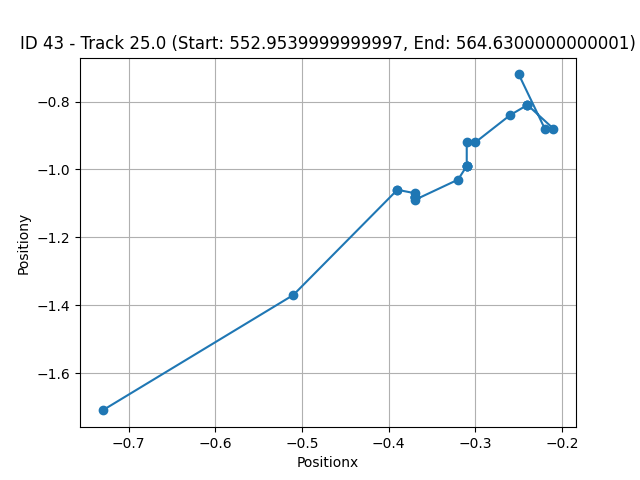 ID 43 - Track 25.0 (Start: 552.9539999999997, End: 564.6300000000001)
−0.8
−1.0
−1.2
−1.4
−1.6
Positiony
−0.7 −0.6 −0.5 −0.4 −0.3 −0.2
Positionx